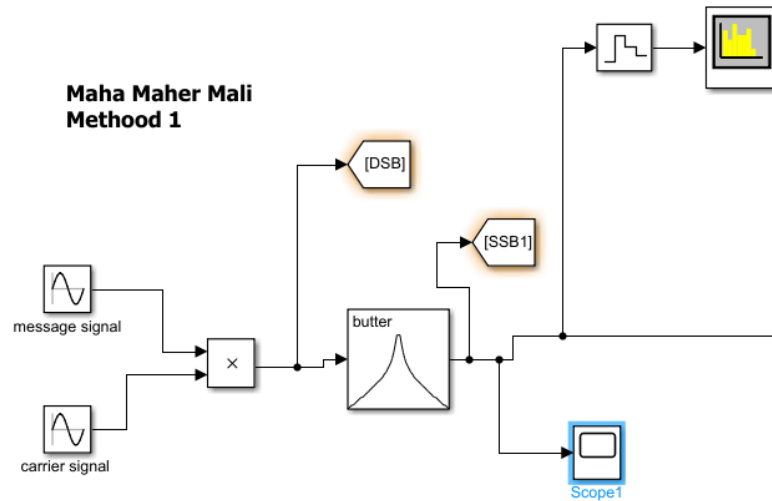 Maha Maher Mali
Methood 1
[DSB]
[SSB1]
message signal
butter
×
carrier signal
Scope1